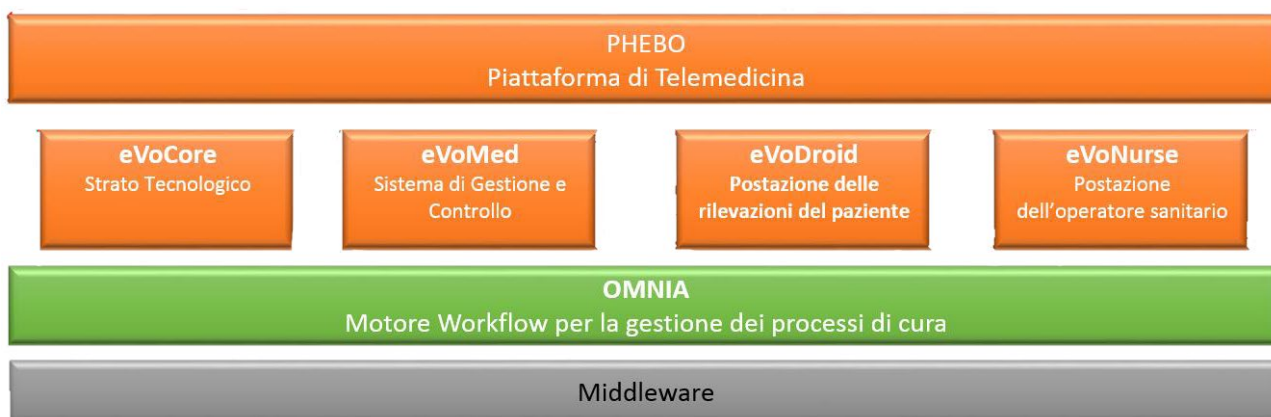 PHEBO
Piattaforma di Telemedicina
eVoCore
Strato Tecnologico
eVoMed
Sistema di Gestione e
Controllo
eVoDroid
Postazione delle
rilevazioni del paziente
eVoNurse
Postazione
dell'operatore sanitario
OMNIA
Motore Workflow per la gestione dei processi di cura
Middleware